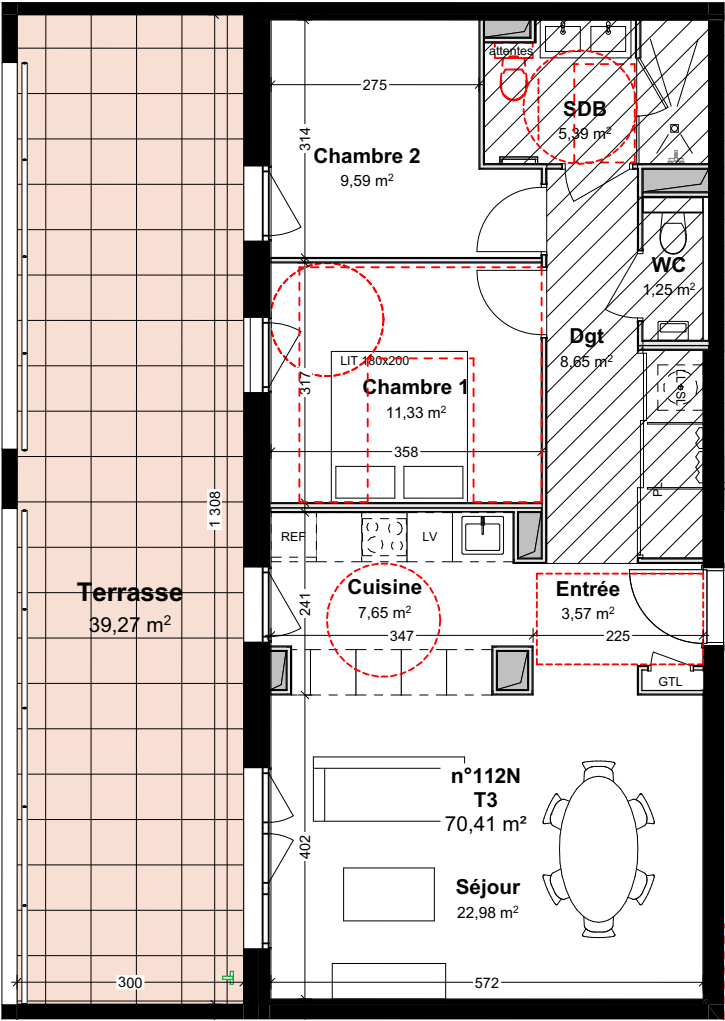 attentes
SDB
5,39 m²
275
314
Chambre 2
9,59 m²
WC
1,25 m²
Dgt
8,65 m²
LIT 180x200
317
Chambre 1
11,33 m²
358
1 308
REF
LV
Terrasse
39,27 m²
241
Cuisine
7,65 m²
347
Entrée
3,57 m²
225
GTL
n°112N
T3
70,41 m²
402
Séjour
22,98 m²
300
572